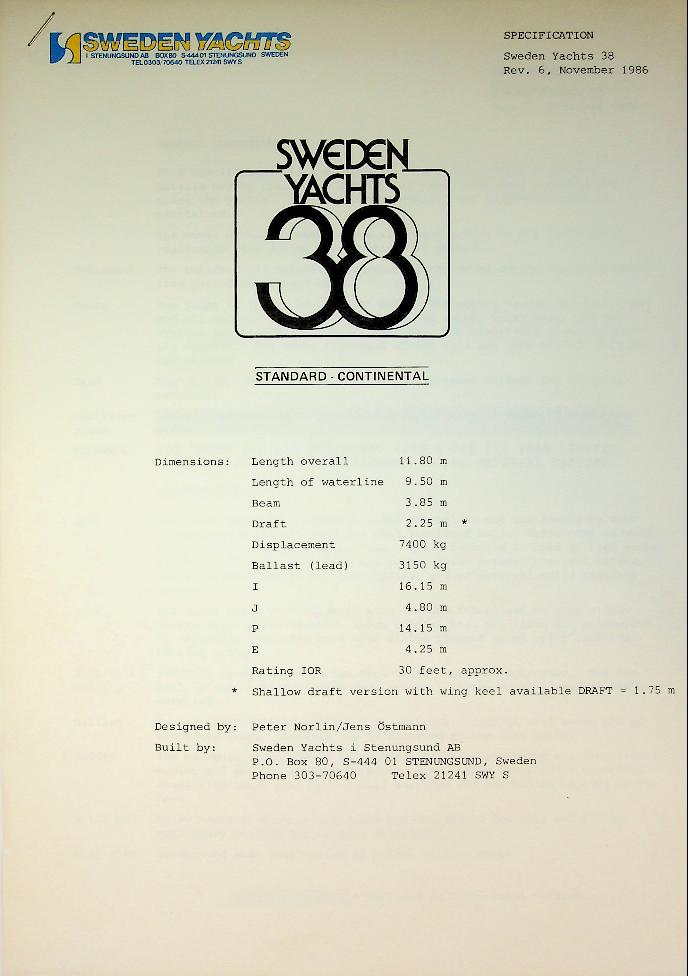 SWEDEN YACHTS
I STENUNGSUND AB BOX 80 S-444 01 STENUNGSUND SWEDEN
TEL 0303/70640 TELEX 21241 SWY S
SPECIFICATION
Sweden Yachts 38
Rev. 6, November 1986
SWEDEN
YACHTS
38
STANDARD - CONTINENTAL
Dimensions: Length overall 11.80 m
Length of waterline 9.50 m
Beam 3.85 m
Draft 2.25 m *
Displacement 7400 kg
Ballast (lead) 3150 kg
I 16.15 m
J 4.80 m
P 14.15 m
E 4.25 m
Rating IOR 30 feet, approx.
* Shallow draft version with wing keel available DRAFT = 1.75 m
Designed by: Peter Norlin/Jens Östmann
Built by: Sweden Yachts i Stenungsund AB
P.O. Box 80, S-444 01 STENUNGSUND, Sweden
Phone 303-70640 Telex 21241 SWY S